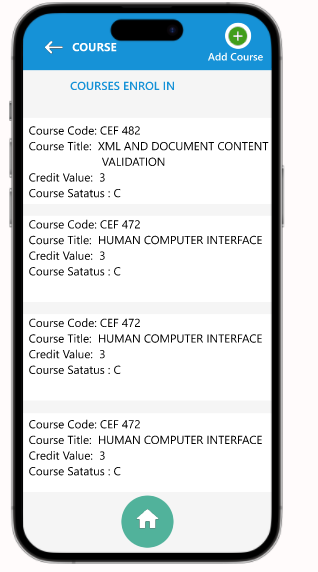 COURSE
Add Course
COURSES ENROL IN
Course Code: CEF 482
Course Title: XML AND DOCUMENT CONTENT
VALIDATION
Credit Value: 3
Course Satatus : C
Course Code: CEF 472
Course Title: HUMAN COMPUTER INTERFACE
Credit Value: 3
Course Satatus : C
Course Code: CEF 472
Course Title: HUMAN COMPUTER INTERFACE
Credit Value: 3
Course Satatus : C
Course Code: CEF 472
Course Title: HUMAN COMPUTER INTERFACE
Credit Value: 3
Course Satatus : C